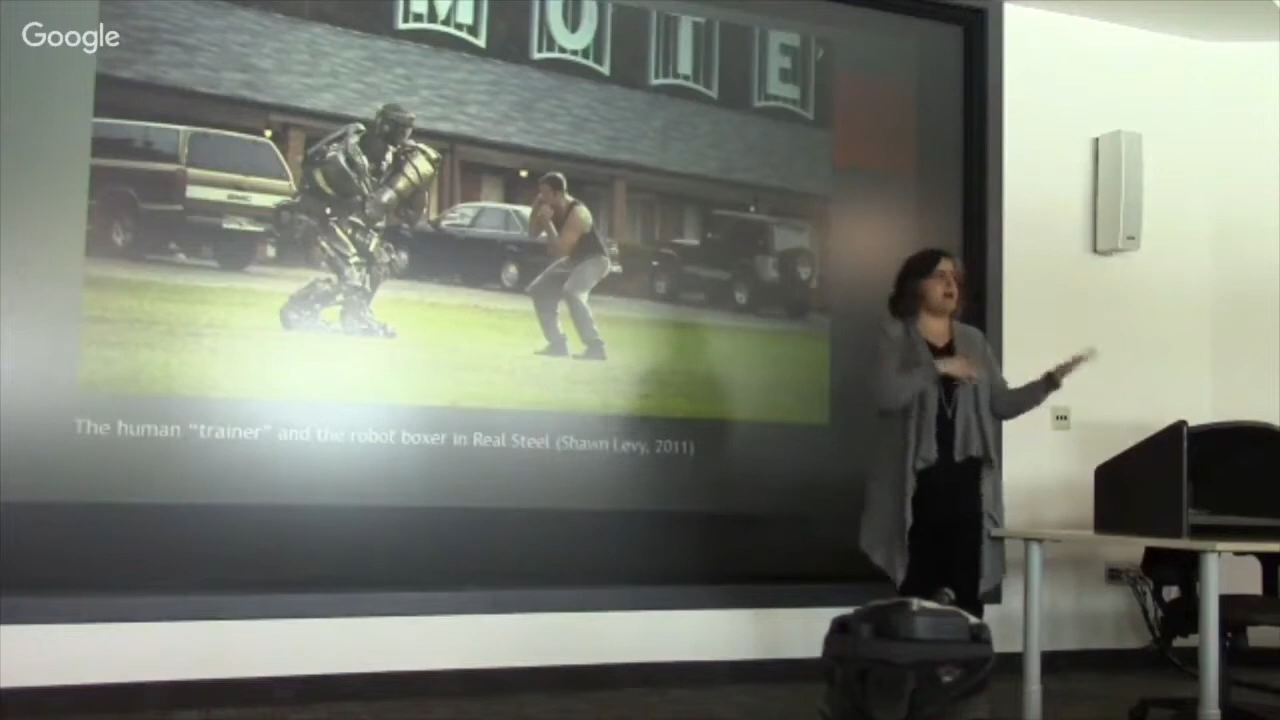 Google
MOTE
The human "trainer" and the robot boxer in Real Steel (Shawn Levy, 2011)